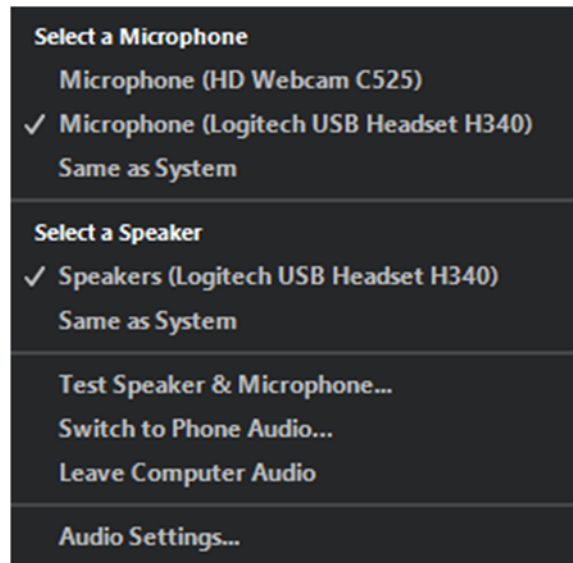 Select a Microphone
Microphone (HD Webcam C525)
✓ Microphone (Logitech USB Headset H340)
Same as System
Select a Speaker
✓ Speakers (Logitech USB Headset H340)
Same as System
Test Speaker & Microphone...
Switch to Phone Audio...
Leave Computer Audio
Audio Settings...